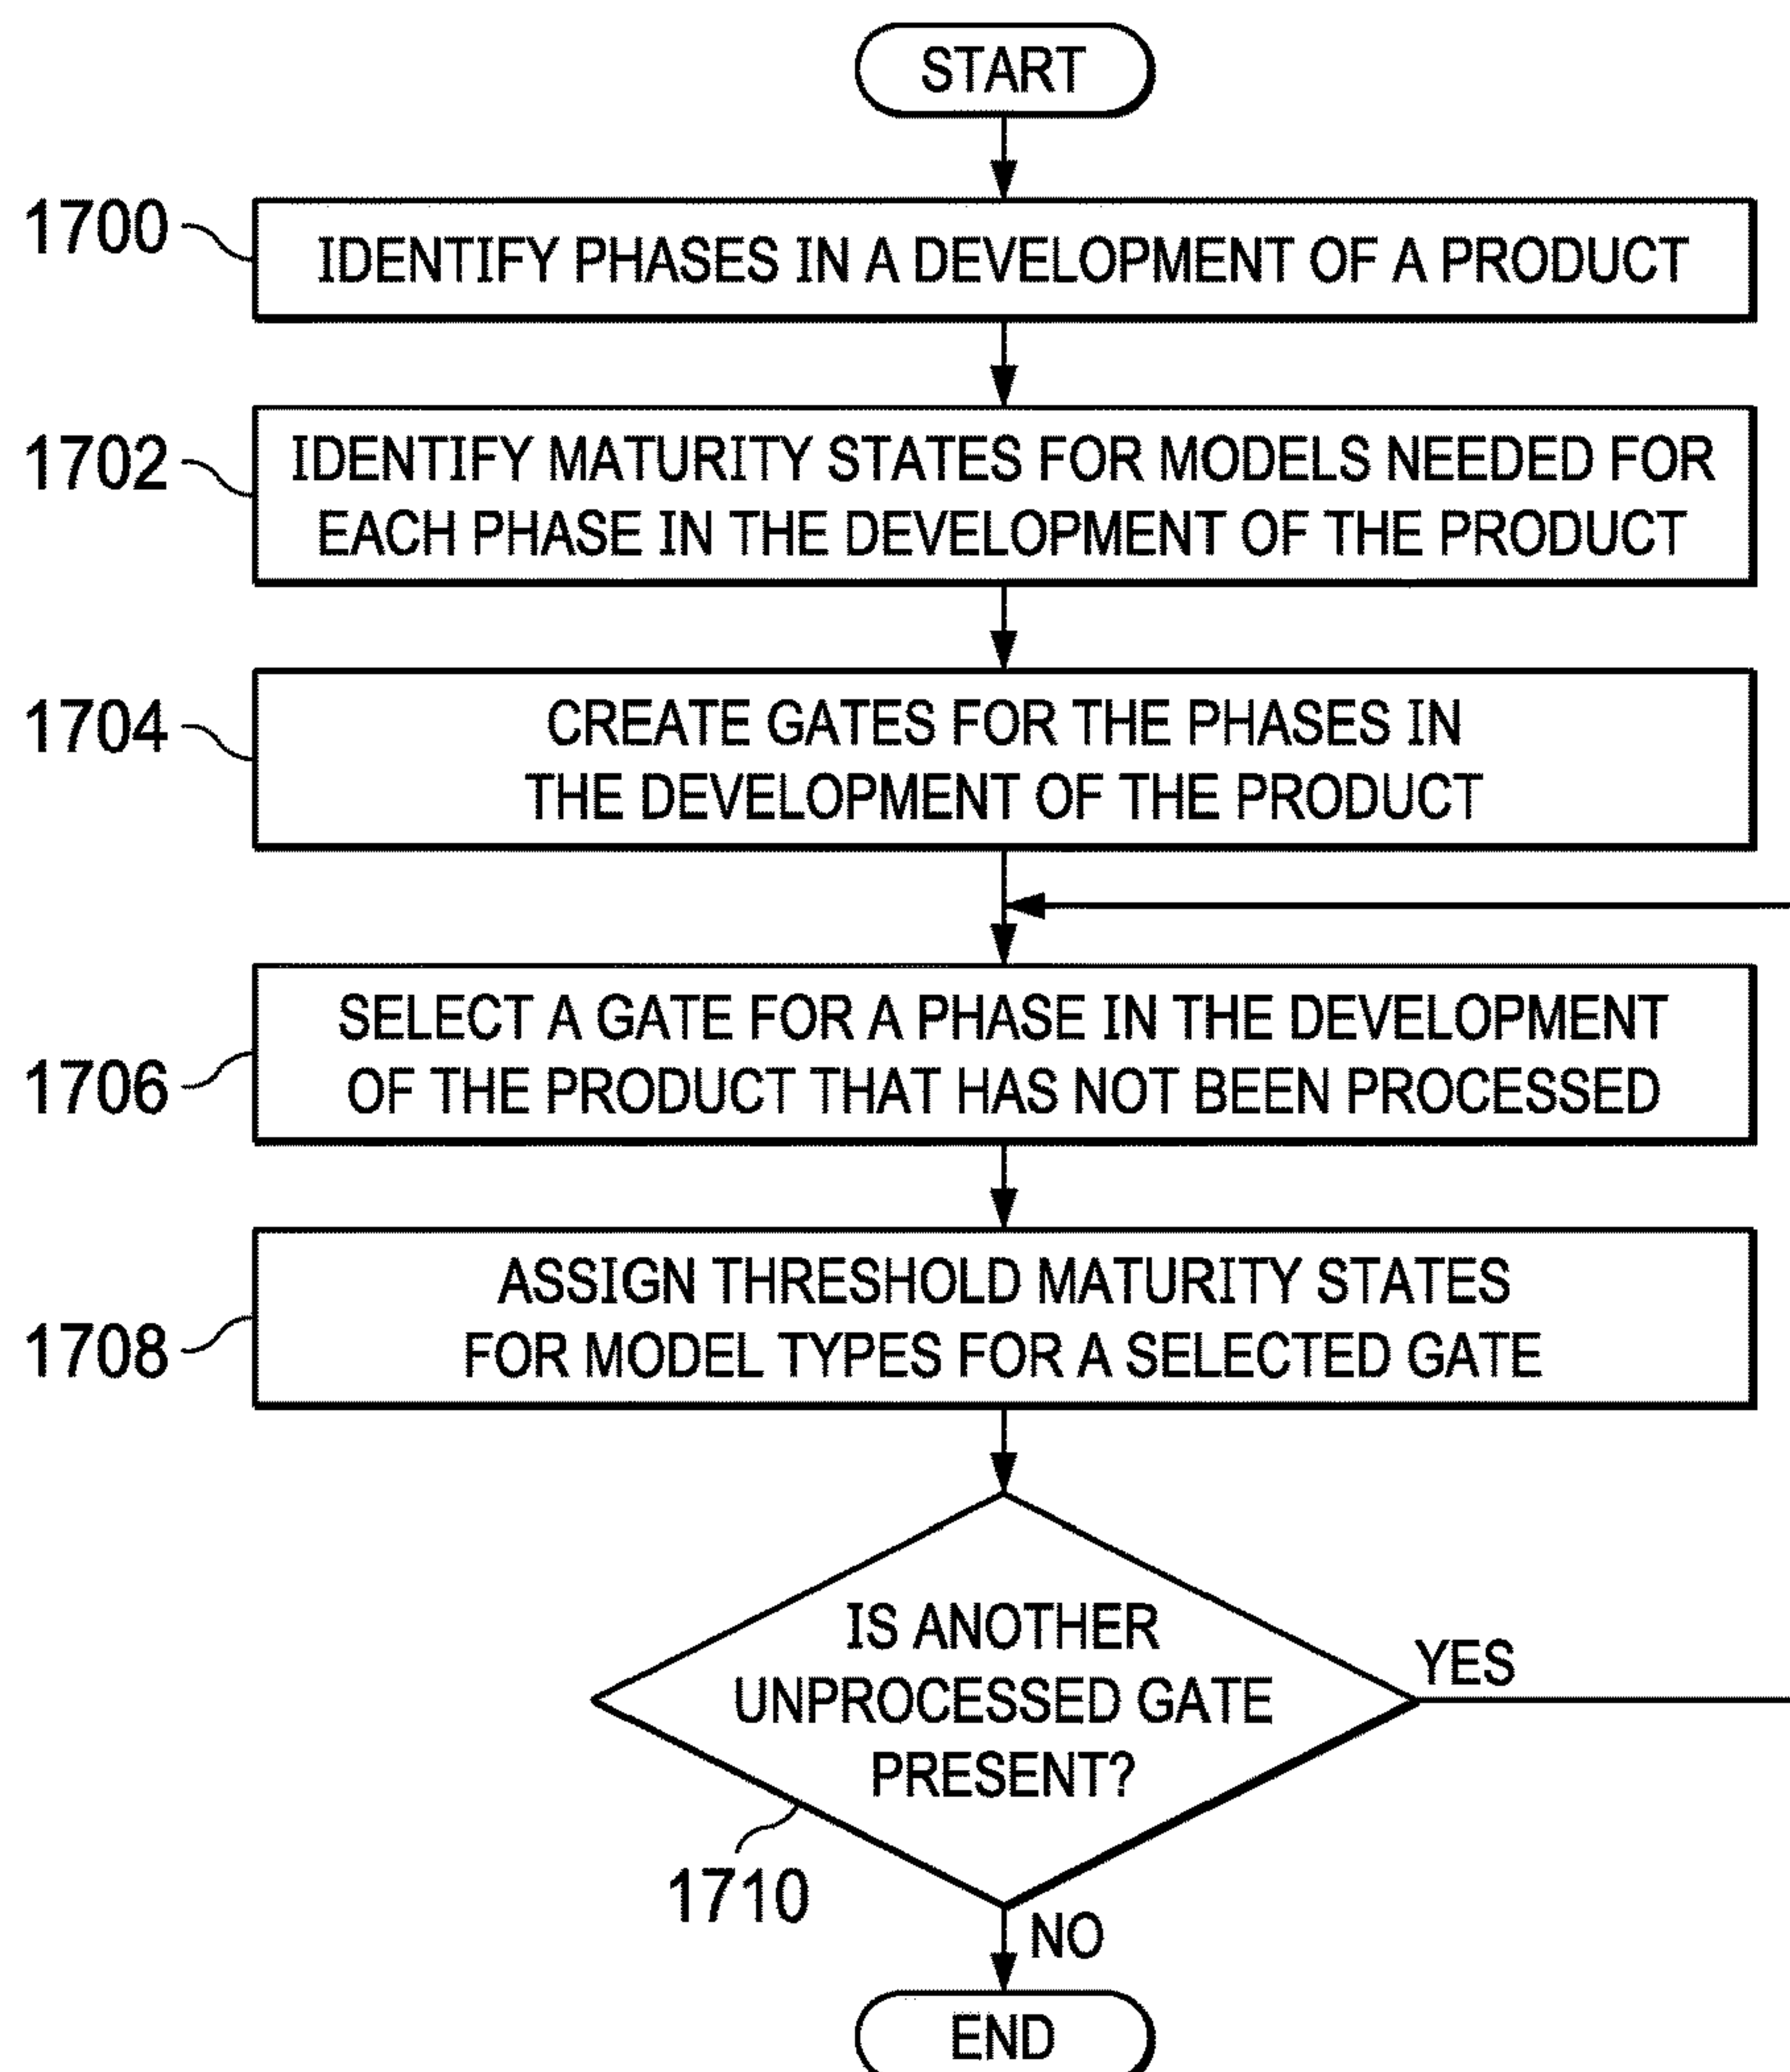 START
1700
IDENTIFY PHASES IN A DEVELOPMENT OF A PRODUCT
1702
IDENTIFY MATURITY STATES FOR MODELS NEEDED FOR
EACH PHASE IN THE DEVELOPMENT OF THE PRODUCT
1704
CREATE GATES FOR THE PHASES IN
THE DEVELOPMENT OF THE PRODUCT
1706
SELECT A GATE FOR A PHASE IN THE DEVELOPMENT
OF THE PRODUCT THAT HAS NOT BEEN PROCESSED
1708
ASSIGN THRESHOLD MATURITY STATES
FOR MODEL TYPES FOR A SELECTED GATE
IS ANOTHER
UNPROCESSED GATE
PRESENT?
YES
1710
NO
END